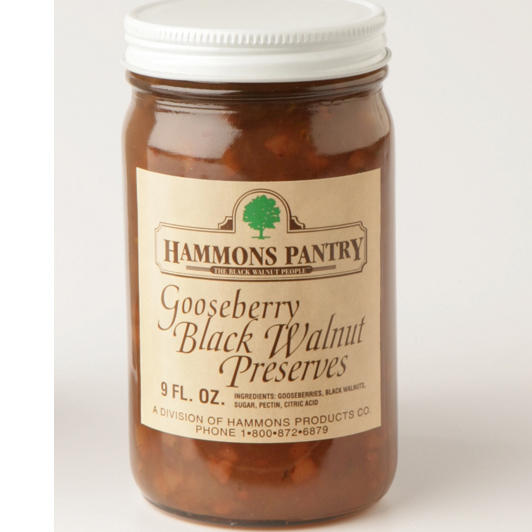 HAMMONS PANTRY
THE BLACK WALNUT PEOPLE
Gooseberry
Black Walnut
Preserves
9 FL. OZ.
INGREDIENTS: GOOSEBERRIES, BLACK WALNUTS,
SUGAR, PECTIN, CITRIC ACID
A DIVISION OF HAMMONS PRODUCTS CO.
PHONE 1•800•872•6879